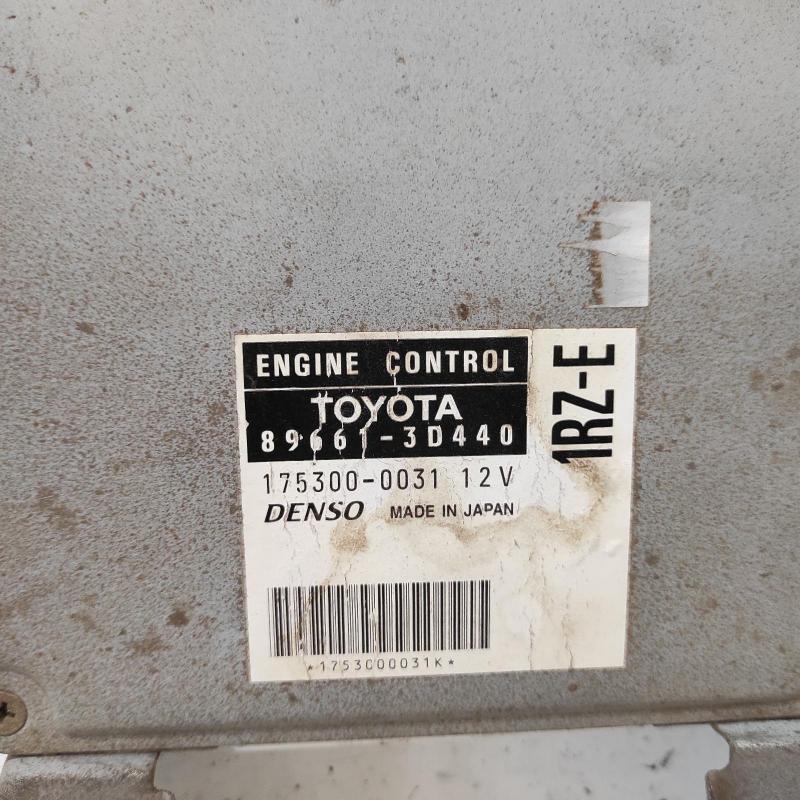 ENGINE CONTROL
TOYOTA
89661-3D440
175300-0031 12V
DENSO MADE IN JAPAN
*1753000031K*
1RZ-E